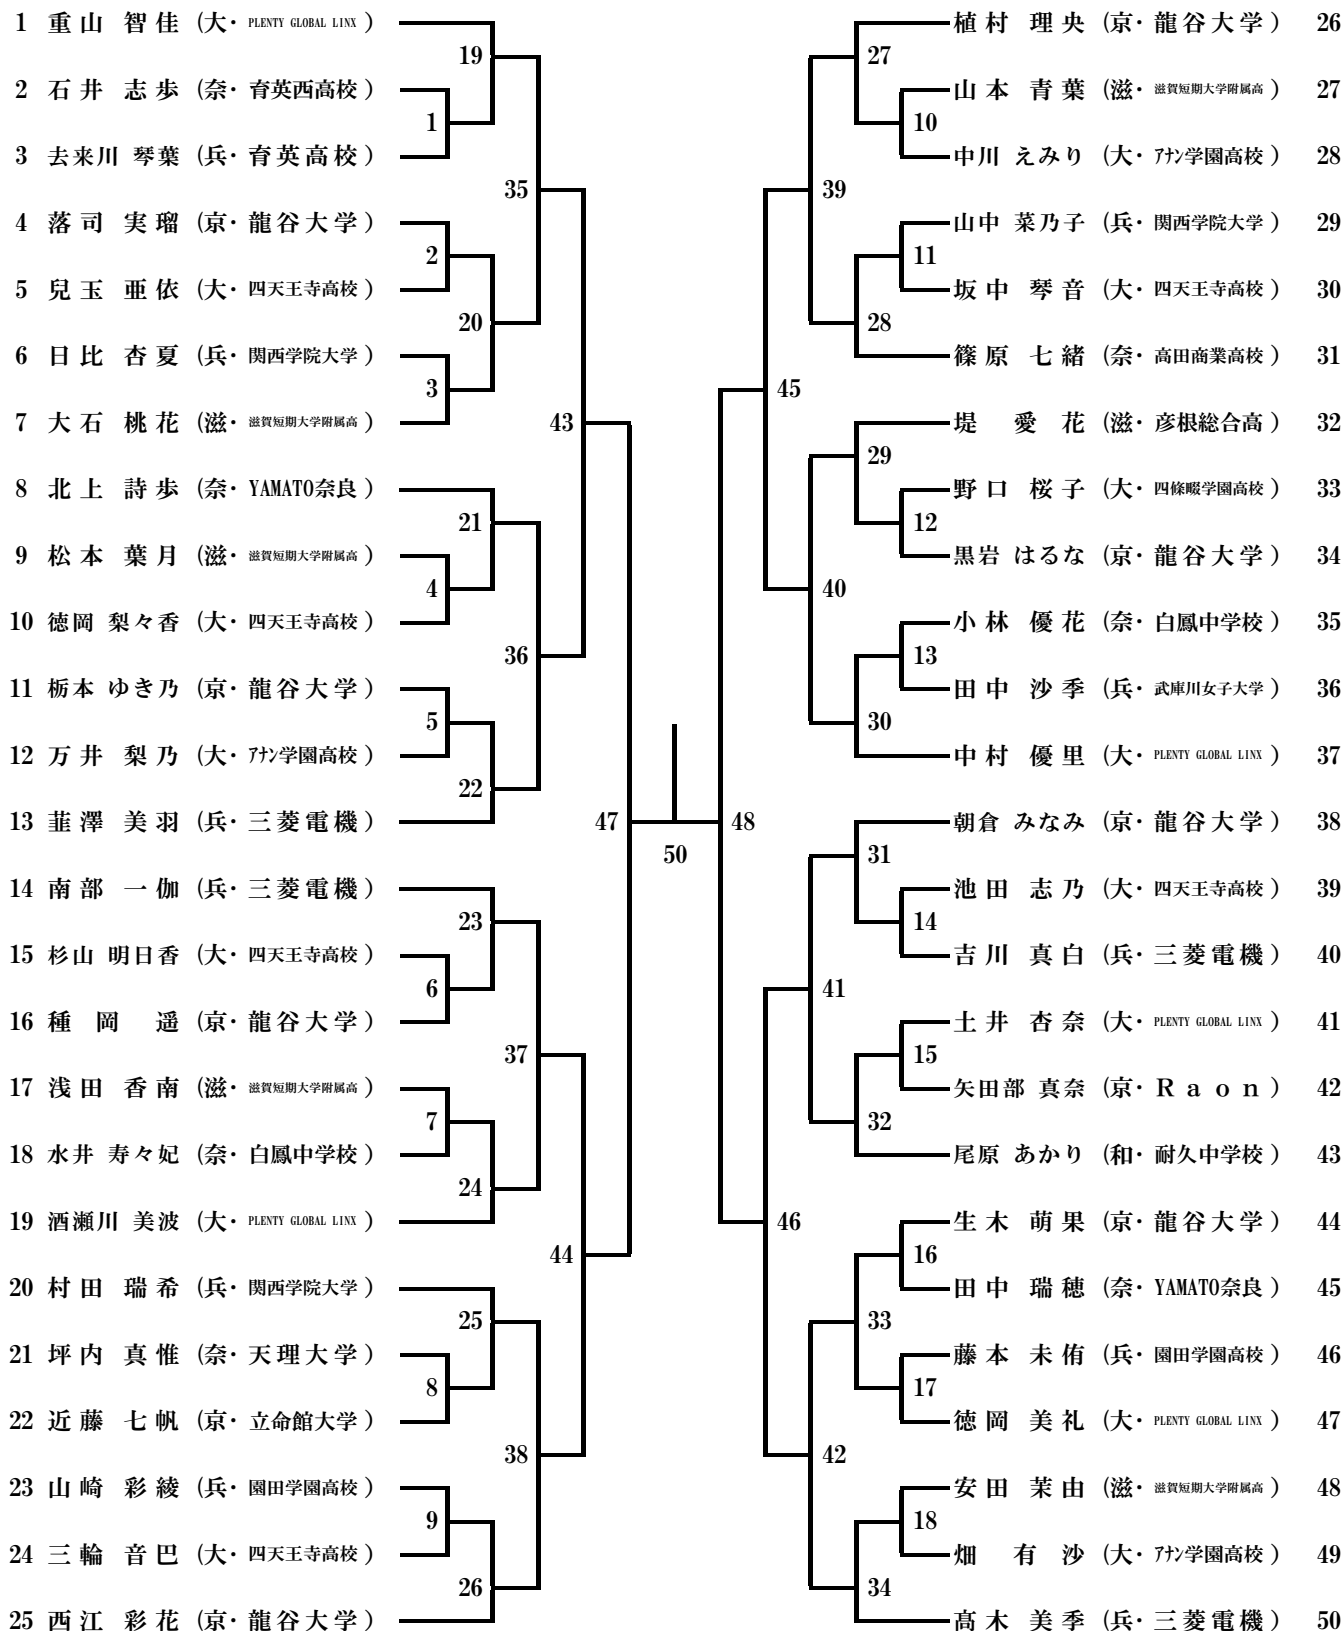 1 重山 智佳 (大・PLENTY GLOBAL LINX)
2 石井 志歩 (奈・育英西高校)
3 去来川 琴葉 (兵・育英高校)
4 落司 実瑠 (京・龍谷大学)
5 兒玉 亜依 (大・四天王寺高校)
6 日比 杏夏 (兵・関西学院大学)
7 大石 桃花 (滋・滋賀短期大学附属高)
8 北上 詩歩 (奈・YAMATO奈良)
9 松本 葉月 (滋・滋賀短期大学附属高)
10 徳岡 梨々香 (大・四天王寺高校)
11 栃本 ゆき乃 (京・龍谷大学)
12 万井 梨乃 (大・アナン学園高校)
13 韮澤 美羽 (兵・三菱電機)
14 南部 一伽 (兵・三菱電機)
15 杉山 明日香 (大・四天王寺高校)
16 種岡 遥 (京・龍谷大学)
17 浅田 香南 (滋・滋賀短期大学附属高)
18 水井 寿々妃 (奈・白鳳中学校)
19 酒瀬川 美波 (大・PLENTY GLOBAL LINX)
20 村田 瑞希 (兵・関西学院大学)
21 坪内 真惟 (奈・天理大学)
22 近藤 七帆 (京・立命館大学)
23 山崎 彩綾 (兵・園田学園高校)
24 三輪 音巴 (大・四天王寺高校)
25 西江 彩花 (京・龍谷大学)
1
2
3
4
5
6
7
8
9
19
20
21
22
23
24
25
26
35
36
37
38
43
44
47
50
48
45
46
39
40
41
42
27
28
29
30
31
32
33
34
10
11
12
13
14
15
16
17
18
植村 理央 (京・龍谷大学) 26
山本 青葉 (滋・滋賀短期大学附属高) 27
中川 えみり (大・アナン学園高校) 28
山中 菜乃子 (兵・関西学院大学) 29
坂中 琴音 (大・四天王寺高校) 30
篠原 七緒 (奈・高田商業高校) 31
堤 愛花 (滋・彦根総合高) 32
野口 桜子 (大・四條畷学園高校) 33
黒岩 はるな (京・龍谷大学) 34
小林 優花 (奈・白鳳中学校) 35
田中 沙季 (兵・武庫川女子大学) 36
中村 優里 (大・PLENTY GLOBAL LINX) 37
朝倉 みなみ (京・龍谷大学) 38
池田 志乃 (大・四天王寺高校) 39
吉川 真白 (兵・三菱電機) 40
土井 杏奈 (大・PLENTY GLOBAL LINX) 41
矢田部 真奈 (京・Raon) 42
尾原 あかり (和・耐久中学校) 43
生木 萌果 (京・龍谷大学) 44
田中 瑞穂 (奈・YAMATO奈良) 45
藤本 未侑 (兵・園田学園高校) 46
徳岡 美礼 (大・PLENTY GLOBAL LINX) 47
安田 茉由 (滋・滋賀短期大学附属高) 48
畑 有沙 (大・アナン学園高校) 49
髙木 美季 (兵・三菱電機) 50